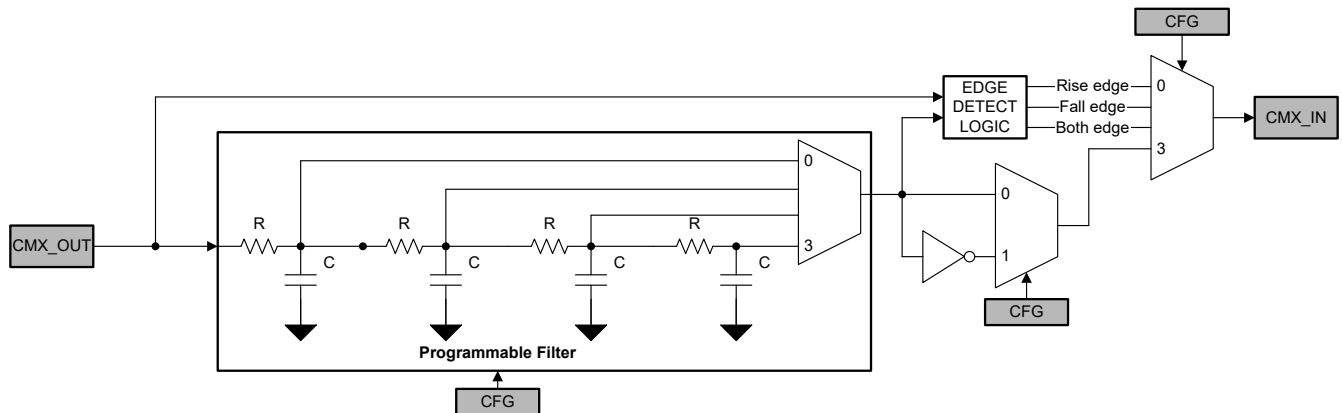 CFG
EDGE
DETECT
LOGIC
Rise edge
Fall edge
Both edge
0
3
CMX_IN
0
3
R
R
R
R
C
C
C
C
CMX_OUT
0
1
CFG
Programmable Filter
CFG